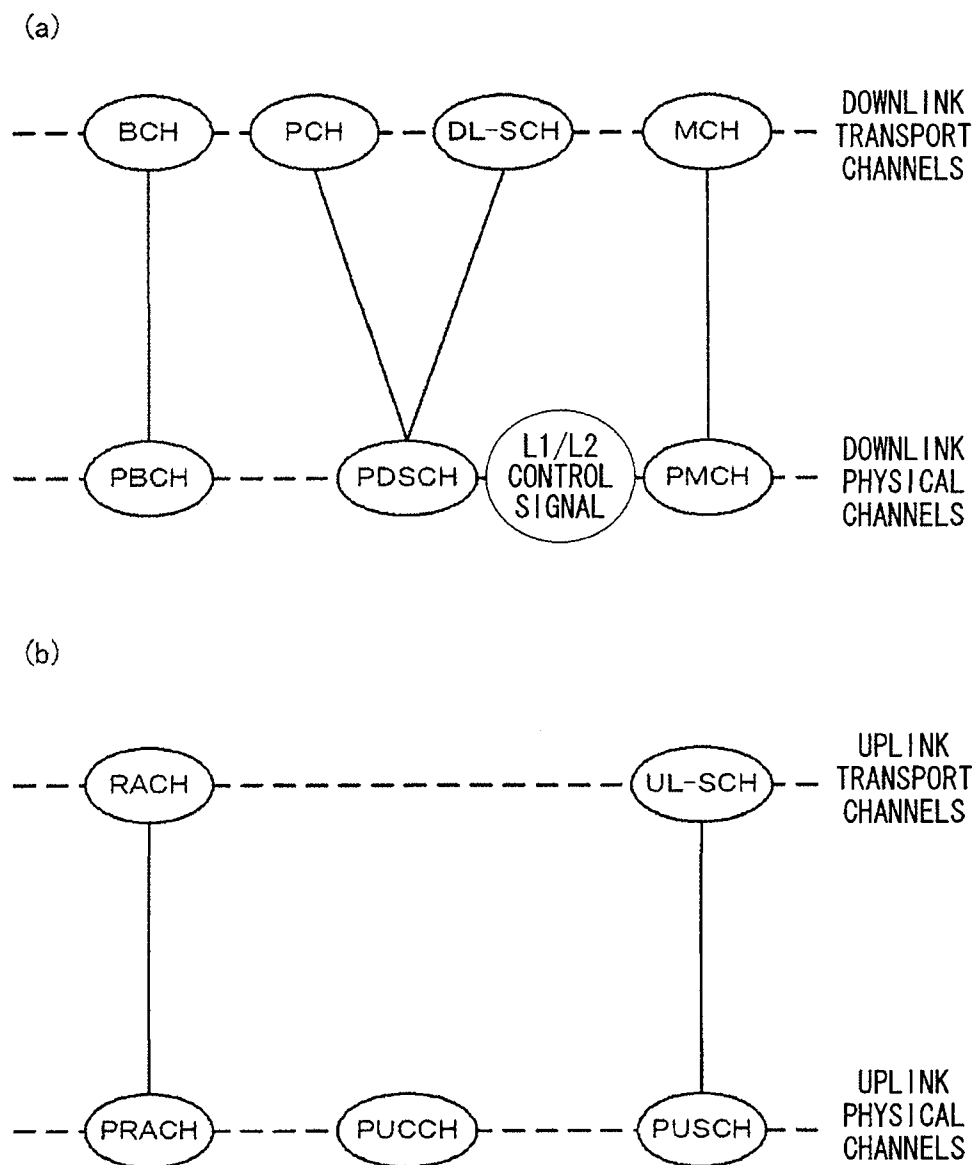 (a)
BCH
PCH
DL-SCH
MCH
DOWNLINK
TRANSPORT
CHANNELS
PBCH
PDSCH
L1/L2
CONTROL
SIGNAL
PMCH
DOWNLINK
PHYSICAL
CHANNELS
(b)
RACH
UL-SCH
UPLINK
TRANSPORT
CHANNELS
PRACH
PUCCH
PUSCH
UPLINK
PHYSICAL
CHANNELS